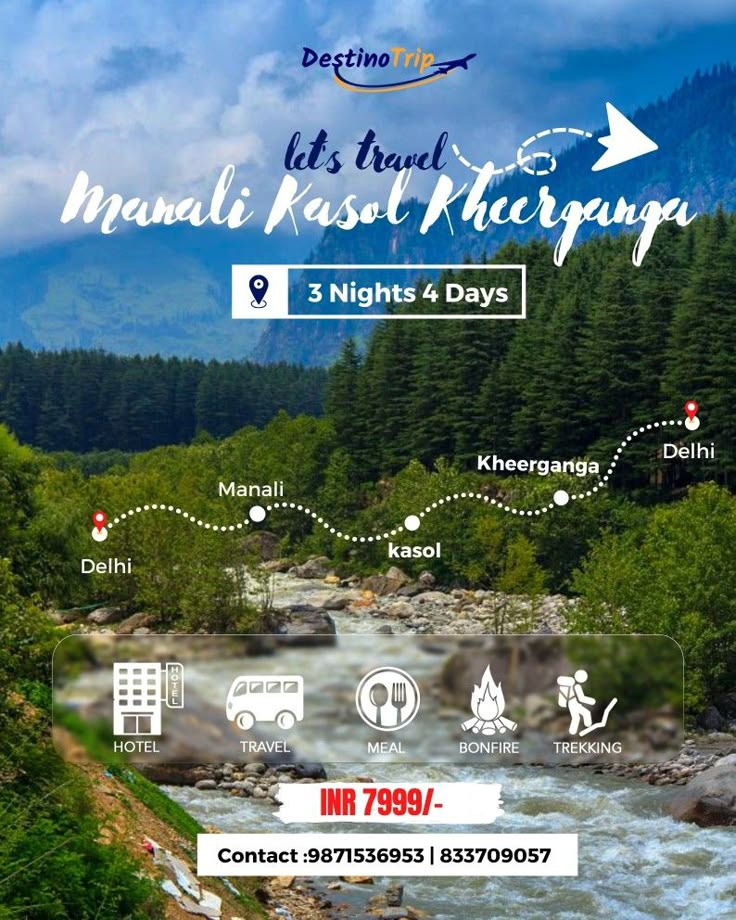 DestinoTrip
let's travel
Manali Kasol Kheerganga
3 Nights 4 Days
Delhi
Kheerganga
Manali
kasol
Delhi
HOTEL
HOTEL TRAVEL MEAL BONFIRE TREKKING
INR 7999/-
Contact :9871536953 | 833709057